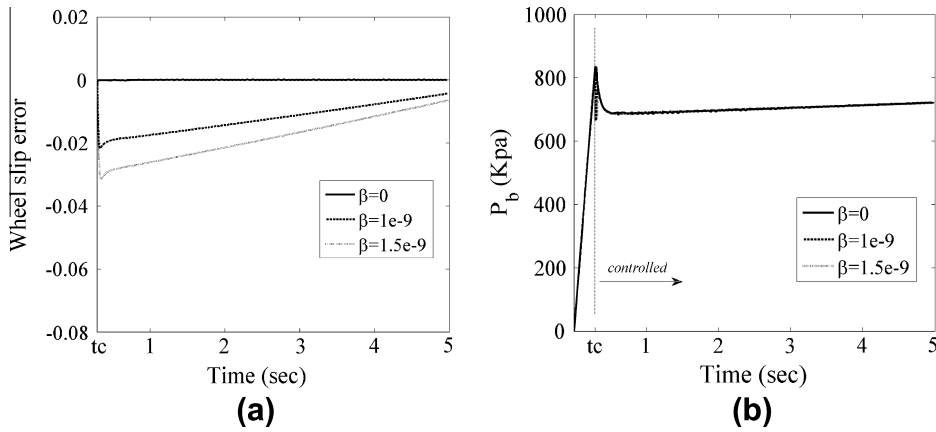 0.02
0
-0.02
-0.04
-0.06
-0.08
Wheel slip error
β=0
β=1e-9
β=1.5e-9
tc 1 2 3 4 5
Time (sec)
(a)
1000
800
600
400
200
0
P_b (Kpa)
controlled
β=0
β=1e-9
β=1.5e-9
tc 1 2 3 4 5
Time (sec)
(b)